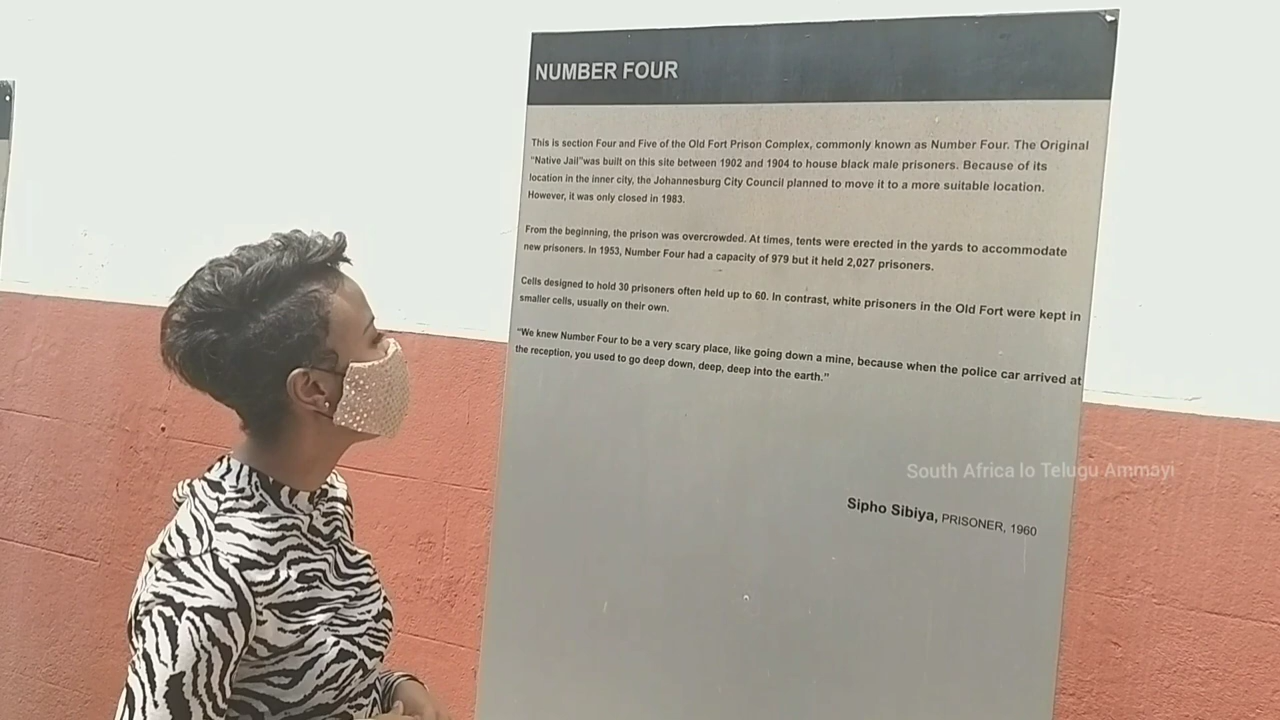 NUMBER FOUR
This is section Four and Five of the Old Fort Prison Complex, commonly known as Number Four. The Original
"Native Jail"was built on this site between 1902 and 1904 to house black male prisoners. Because of its
location in the inner city, the Johannesburg City Council planned to move it to a more suitable location.
However, it was only closed in 1983.
From the beginning, the prison was overcrowded. At times, tents were erected in the yards to accommodate
new prisoners. In 1953, Number Four had a capacity of 979 but it held 2,027 prisoners.
Cells designed to hold 30 prisoners often held up to 60. In contrast, white prisoners in the Old Fort were kept in
smaller cells, usually on their own.
"We knew Number Four to be a very scary place, like going down a mine, because when the police car arrived at
the reception, you used to go deep down, deep, deep into the earth."
South Africa lo Telugu Ammayi
Sipho Sibiya, PRISONER, 1960